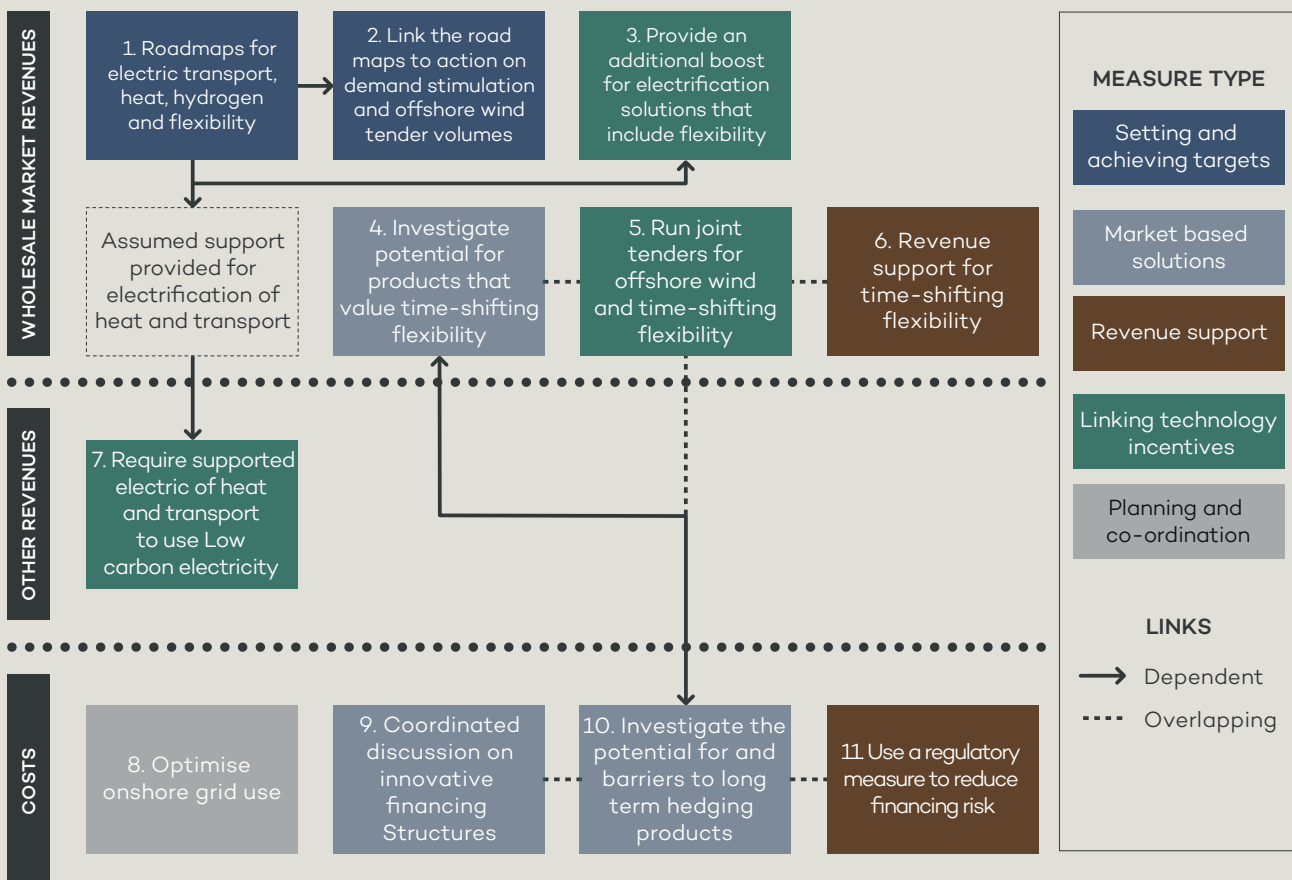 WHOLESALE MARKET REVENUES
1. Roadmaps for
electric transport,
heat, hydrogen
and flexibility
2. Link the road
maps to action on
demand stimulation
and offshore wind
tender volumes
3. Provide an
additional boost
for electrification
solutions that
include flexibility
Assumed support
provided for
electrification of
heat and transport
4. Investigate
potential for
products that
value time-shifting
flexibility
5. Run joint
tenders for
offshore wind
and time-shifting
flexibility
6. Revenue
support for
time-shifting
flexibility
OTHER REVENUES
7. Require supported
electric of heat
and transport
to use Low
carbon electricity
COSTS
8. Optimise
onshore grid use
9. Coordinated
discussion on
innovative
financing
Structures
10. Investigate the
potential for and
barriers to long
term hedging
products
11. Use a regulatory
measure to reduce
financing risk
MEASURE TYPE
Setting and
achieving targets
Market based
solutions
Revenue support
Linking technology
incentives
Planning and
co-ordination
LINKS
Dependent
Overlapping